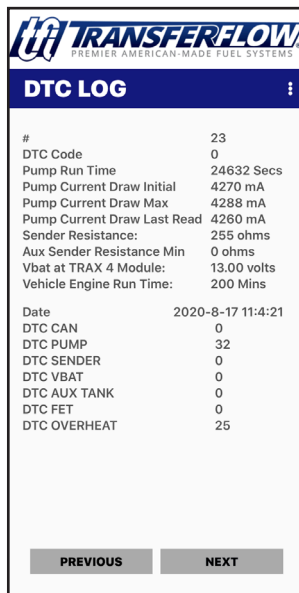 tfi TRANSFER FLOW
PREMIER AMERICAN-MADE FUEL SYSTEMS
DTC LOG
# 23
DTC Code 0
Pump Run Time 24632 Secs
Pump Current Draw Initial 4270 mA
Pump Current Draw Max 4288 mA
Pump Current Draw Last Read 4260 mA
Sender Resistance: 255 ohms
Aux Sender Resistance Min 0 ohms
Vbat at TRAX 4 Module: 13.00 volts
Vehicle Engine Run Time: 200 Mins
Date 2020-8-17 11:4:21
DTC CAN 0
DTC PUMP 32
DTC SENDER 0
DTC VBAT 0
DTC AUX TANK 0
DTC FET 0
DTC OVERHEAT 25
PREVIOUS NEXT